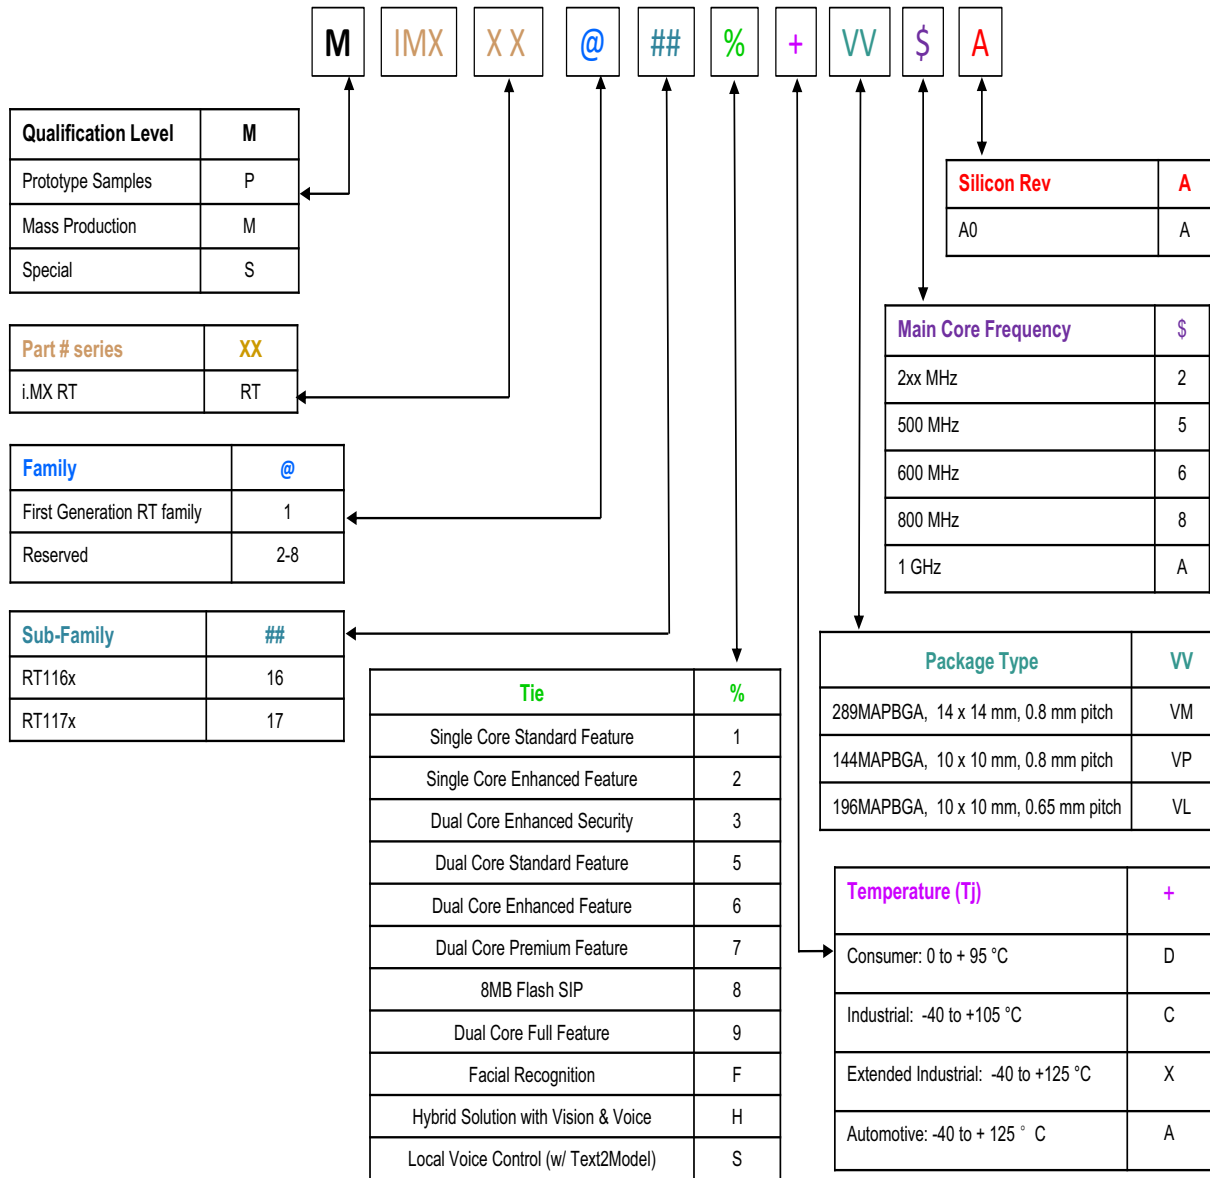 M IMX XX @ ## % + VV $ A
Qualification Level M
Prototype Samples P
Mass Production M
Special S
Part # series XX
i.MX RT RT
Family @
First Generation RT family 1
Reserved 2-8
Sub-Family ##
RT116x 16
RT117x 17
Tie %
Single Core Standard Feature 1
Single Core Enhanced Feature 2
Dual Core Enhanced Security 3
Dual Core Standard Feature 5
Dual Core Enhanced Feature 6
Dual Core Premium Feature 7
8MB Flash SIP 8
Dual Core Full Feature 9
Facial Recognition F
Hybrid Solution with Vision & Voice H
Local Voice Control (w/ Text2Model) S
Silicon Rev A
A0 A
Main Core Frequency $
2xx MHz 2
500 MHz 5
600 MHz 6
800 MHz 8
1 GHz A
Package Type VV
289MAPBGA, 14 x 14 mm, 0.8 mm pitch VM
144MAPBGA, 10 x 10 mm, 0.8 mm pitch VP
196MAPBGA, 10 x 10 mm, 0.65 mm pitch VL
Temperature (Tj) +
Consumer: 0 to + 95 °C D
Industrial: -40 to +105 °C C
Extended Industrial: -40 to +125 °C X
Automotive: -40 to + 125 ° C A